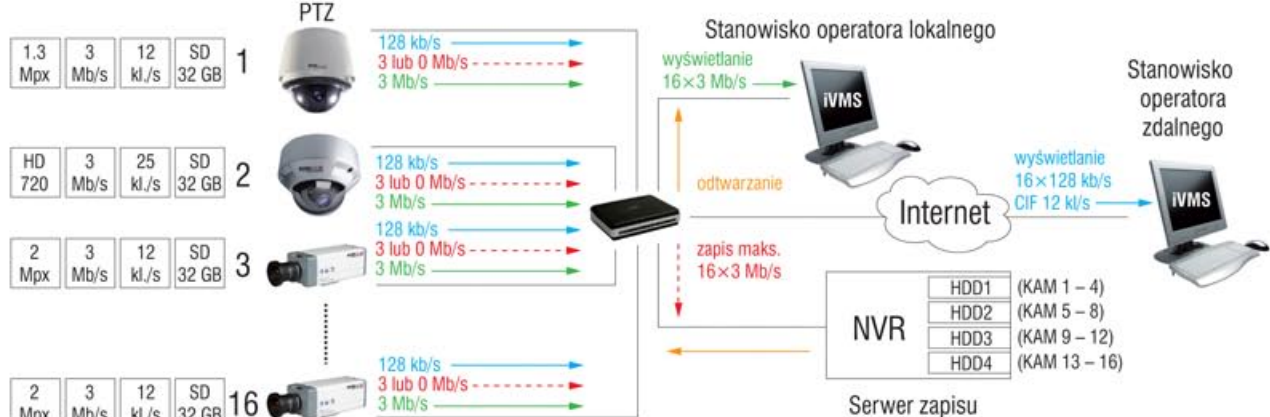 PTZ
1.3 Mpx
3 Mb/s
12 kl./s
SD 32 GB
1
128 kb/s
3 lub 0 Mb/s
3 Mb/s
HD 720
3 Mb/s
25 kl./s
SD 32 GB
2
128 kb/s
3 lub 0 Mb/s
3 Mb/s
2 Mpx
3 Mb/s
12 kl./s
SD 32 GB
3
128 kb/s
3 lub 0 Mb/s
3 Mb/s
2 Mpx
3 Mb/s
12 kl./s
SD 32 GB
16
128 kb/s
3 lub 0 Mb/s
3 Mb/s
Stanowisko operatora lokalnego
wyświetlanie
16×3 Mb/s
iVMS
odtwarzanie
zapis maks.
16×3 Mb/s
Internet
Stanowisko
operatora
zdalnego
wyświetlanie
16×128 kb/s
CIF 12 kl/s
iVMS
NVR
HDD1 (KAM 1 – 4)
HDD2 (KAM 5 – 8)
HDD3 (KAM 9 – 12)
HDD4 (KAM 13 – 16)
Serwer zapisu